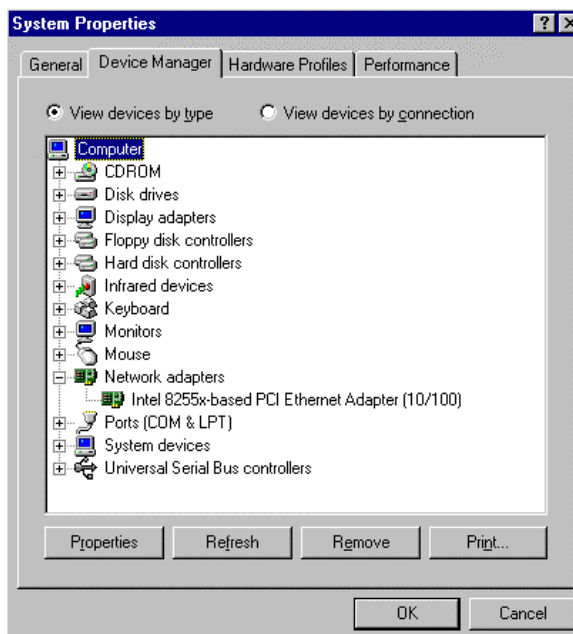 System Properties
General Device Manager Hardware Profiles Performance
View devices by type View devices by connection
Computer
CDROM
Disk drives
Display adapters
Floppy disk controllers
Hard disk controllers
Infrared devices
Keyboard
Monitors
Mouse
Network adapters
Intel 8255x-based PCI Ethernet Adapter (10/100)
Ports (COM & LPT)
System devices
Universal Serial Bus controllers
Properties Refresh Remove Print...
OK Cancel